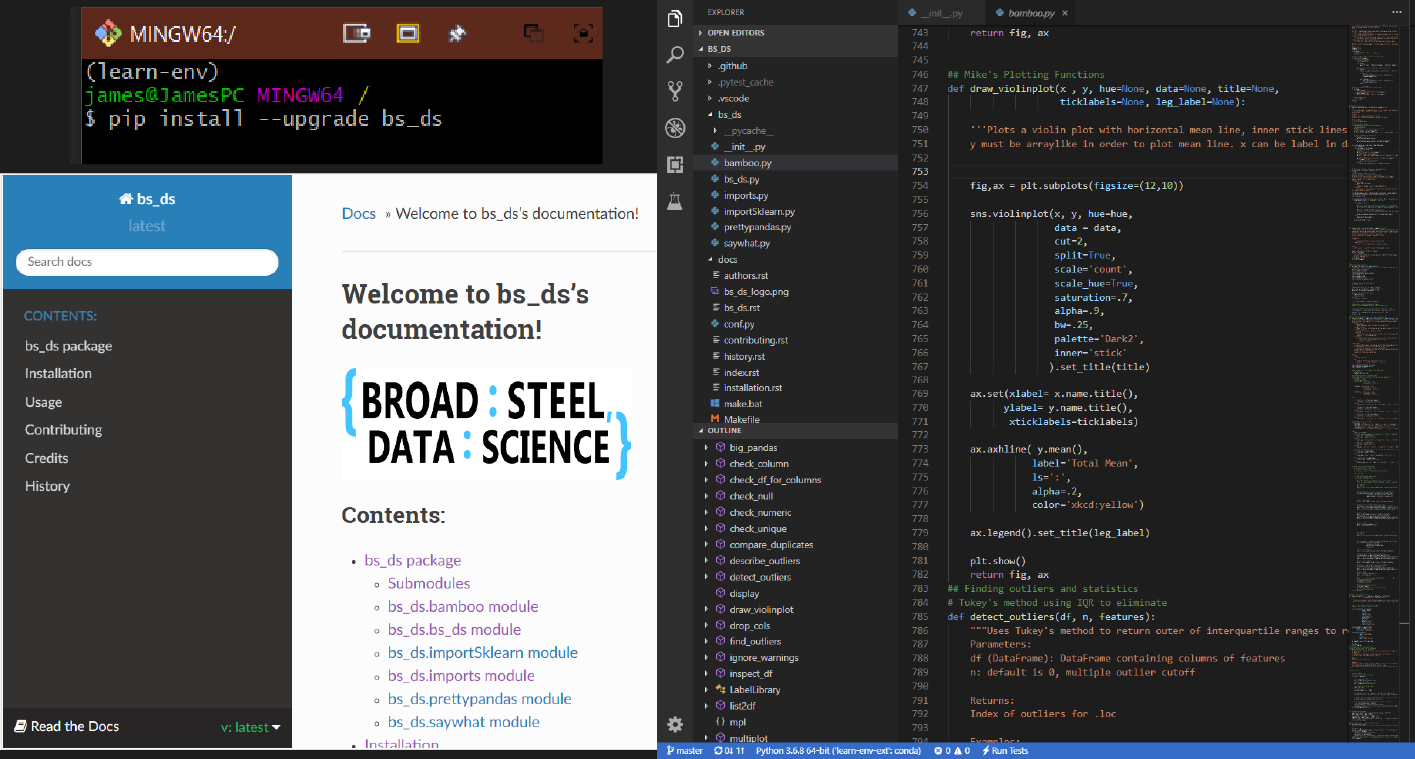 MINGW64:/
(learn-env)
james@JamesPC MINGW64 /
$ pip install --upgrade bs_ds
bs_ds
latest
Search docs
CONTENTS:
bs_ds package
Installation
Usage
Contributing
Credits
History
Read the Docs
v: latest
Docs » Welcome to bs_ds's documentation!
Welcome to bs_ds's
documentation!
{BROAD : STEEL,
DATA : SCIENCE}
Contents:
bs_ds package
Submodules
bs_ds.bamboo module
bs_ds.bs_ds module
bs_ds.importSklearn module
bs_ds.imports module
bs_ds.prettypandas module
bs_ds.saywhat module
Installation
EXPLORER
OPEN EDITORS
BS_DS
.github
.pytest_cache
.vscode
bs_ds
__pycache__
__init__.py
bamboo.py
bs_ds.py
imports.py
importSklearn.py
prettypandas.py
saywhat.py
docs
authors.rst
bs_ds_logo.png
bs_ds.rst
conf.py
contributing.rst
history.rst
index.rst
installation.rst
make.bat
Makefile
OUTLINE
big_pandas
check_column
check_df_for_columns
check_null
check_numeric
check_unique
compare_duplicates
describe_outliers
detect_outliers
display
draw_violinplot
drop_cols
find_outliers
ignore_warnings
inspect_df
LabelLibrary
list2df
{} mpl
multiplot
__init__.py
bamboo.py ×
743 return fig, ax
744
745
746 ## Mike's Plotting Functions
747 def draw_violinplot(x , y, hue=None, data=None, title=None,
748 ticklabels=None, leg_label=None):
749
750 '''Plots a violin plot with horizontal mean line, inner stick lines
751 y must be arraylike in order to plot mean line. x can be label in d
752
753
754 fig,ax = plt.subplots(figsize=(12,10))
755
756 sns.violinplot(x, y, hue=hue,
757 data = data,
758 cut=2,
759 split=True,
760 scale='count',
761 scale_hue=True,
762 saturation=.7,
763 alpha=.9,
764 bw=.25,
765 palette='Dark2',
766 inner='stick'
767 ).set_title(title)
768
769 ax.set(xlabel= x.name.title(),
770 ylabel= y.name.title(),
771 xticklabels=ticklabels)
772
773 ax.axhline( y.mean(),
774 label='Total Mean',
775 ls=':',
776 alpha=.2,
777 color='xkcd:yellow')
778
779 ax.legend().set_title(leg_label)
780
781 plt.show()
782 return fig, ax
783 ## Finding outliers and statistics
784 # Tukey's method using IQR to eliminate
785 def detect_outliers(df, n, features):
786 """Uses Tukey's method to return outer of interquartile ranges to r
787 Parameters:
788 df (DataFrame): DataFrame containing columns of features
789 n: default is 0, multiple outlier cutoff
790
791 Returns:
792 Index of outliers for .loc
793
794 Examples:
master 0↓ 11↑ Python 3.6.8 64-bit ('learn-env-ext': conda) 0 0 Run Tests